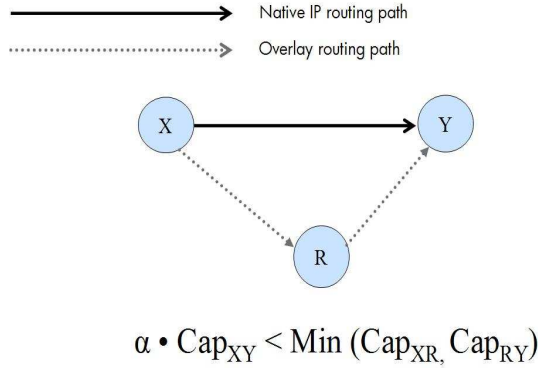 Native IP routing path
Overlay routing path
X
Y
R
α • Cap_XY < Min (Cap_XR, Cap_RY)